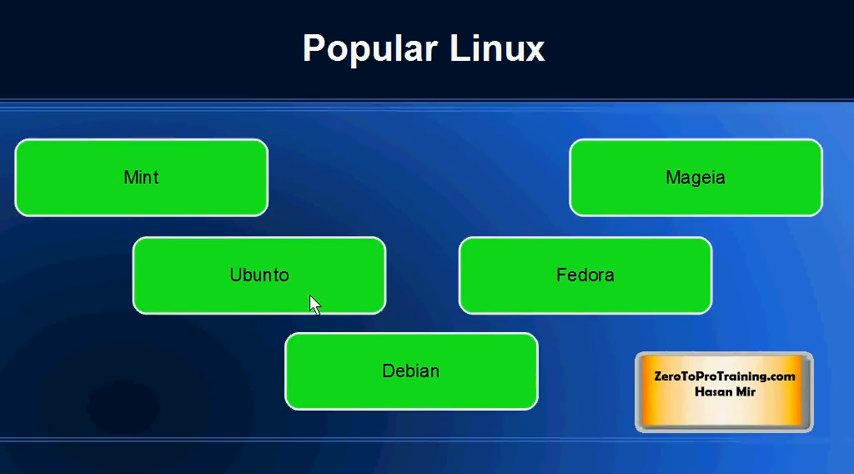 Popular Linux
Mint
Mageia
Ubunto
Fedora
Debian
ZeroToProTraining.com
Hasan Mir